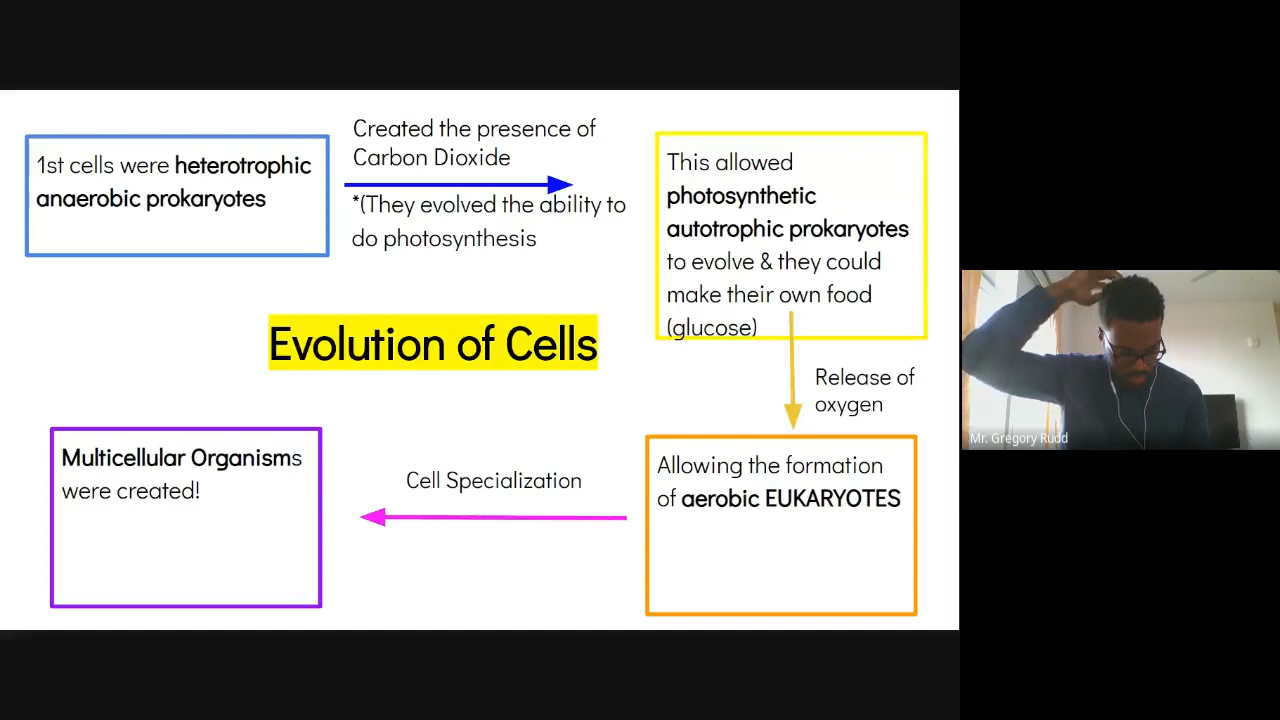 1st cells were heterotrophic
anaerobic prokaryotes
Created the presence of
Carbon Dioxide
*(They evolved the ability to
do photosynthesis
This allowed
photosynthetic
autotrophic prokaryotes
to evolve & they could
make their own food
(glucose)
Evolution of Cells
Release of
oxygen
Allowing the formation
of aerobic EUKARYOTES
Cell Specialization
Multicellular Organisms
were created!
Mr. Gregory Rudd